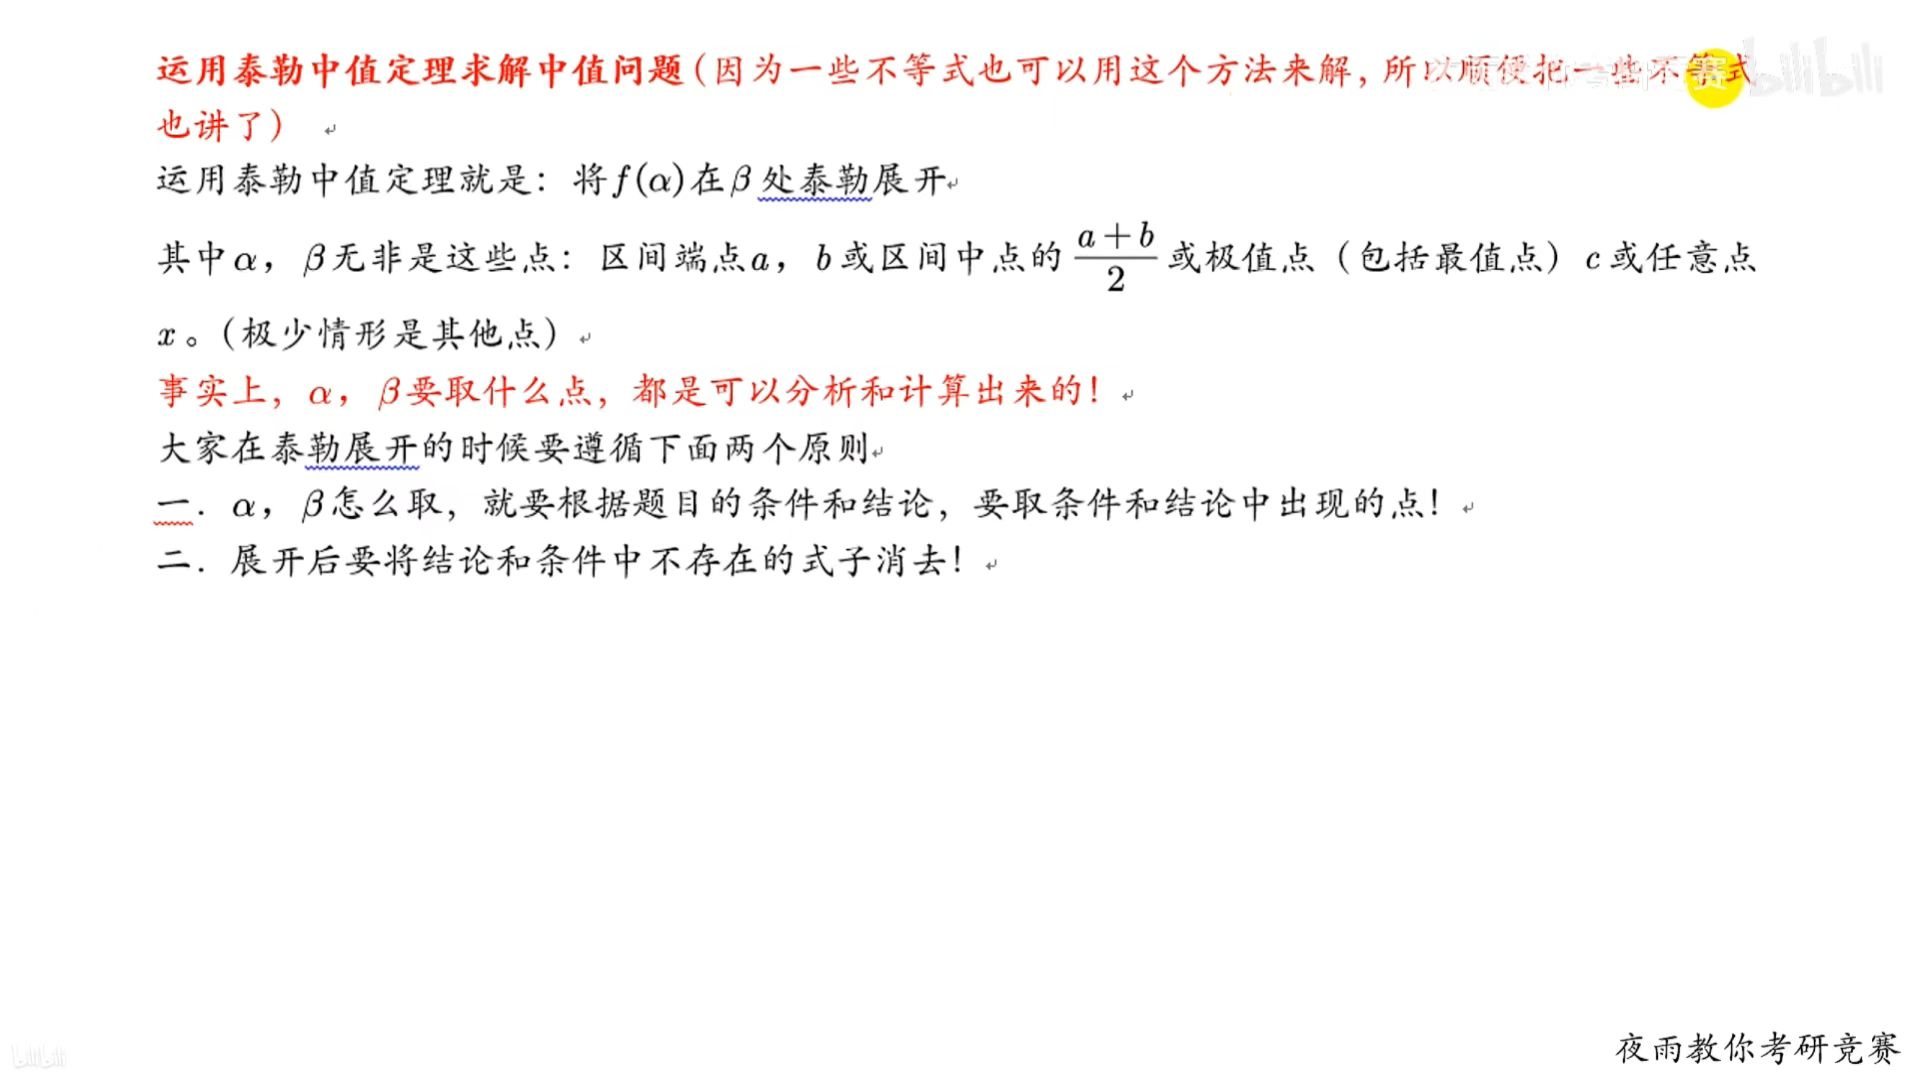 运用泰勒中值定理求解中值问题（因为一些不等式也可以用这个方法来解，所以顺便把一些不等式
也讲了）
运用泰勒中值定理就是：将f(α)在β处泰勒展开
其中α，β无非是这些点：区间端点a，b或区间中点的(a+b)/2或极值点（包括最值点）c或任意点
x。（极少情形是其他点）
事实上，α，β要取什么点，都是可以分析和计算出来的！
大家在泰勒展开的时候要遵循下面两个原则
一．α，β怎么取，就要根据题目的条件和结论，要取条件和结论中出现的点！
二．展开后要将结论和条件中不存在的式子消去！
bilibili
bilibili
夜雨教你考研竞赛